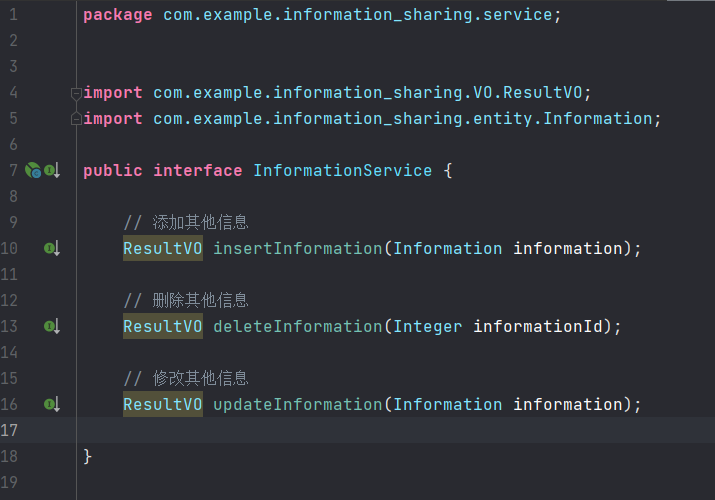 1 package com.example.information_sharing.service;
2
3
4 import com.example.information_sharing.VO.ResultVO;
5 import com.example.information_sharing.entity.Information;
6
7 public interface InformationService {
8
9 // 添加其他信息
10 ResultVO insertInformation(Information information);
11
12 // 删除其他信息
13 ResultVO deleteInformation(Integer informationId);
14
15 // 修改其他信息
16 ResultVO updateInformation(Information information);
17
18 }
19